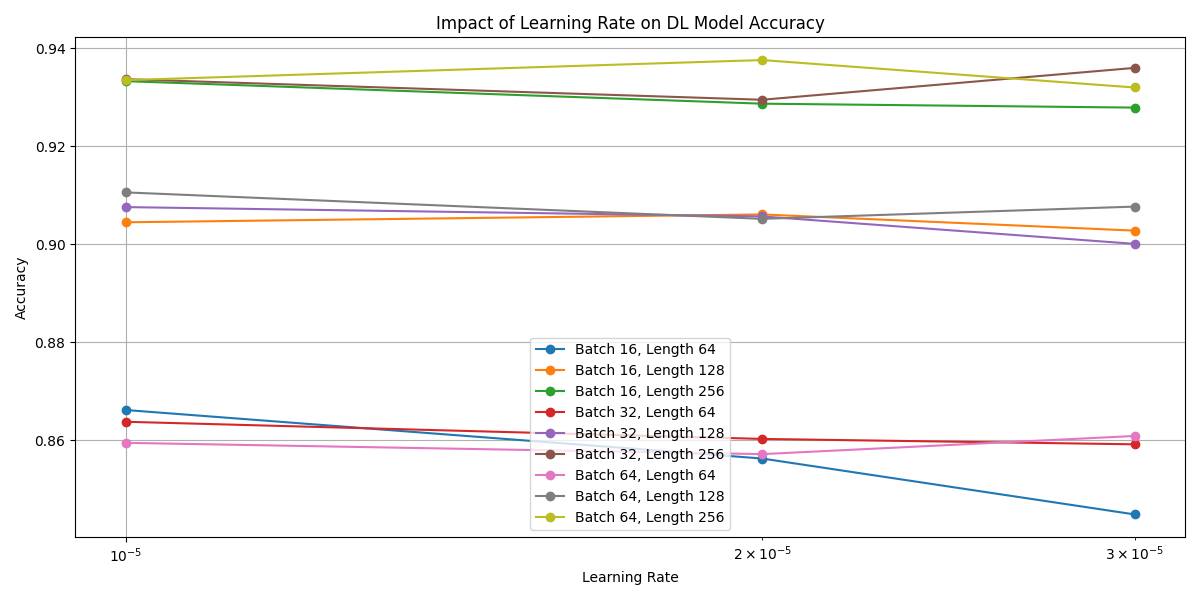 Impact of Learning Rate on DL Model Accuracy
0.94
0.92
0.90
0.88
0.86
Accuracy
Batch 16, Length 64
Batch 16, Length 128
Batch 16, Length 256
Batch 32, Length 64
Batch 32, Length 128
Batch 32, Length 256
Batch 64, Length 64
Batch 64, Length 128
Batch 64, Length 256
10⁻⁵ 2 × 10⁻⁵ 3 × 10⁻⁵
Learning Rate